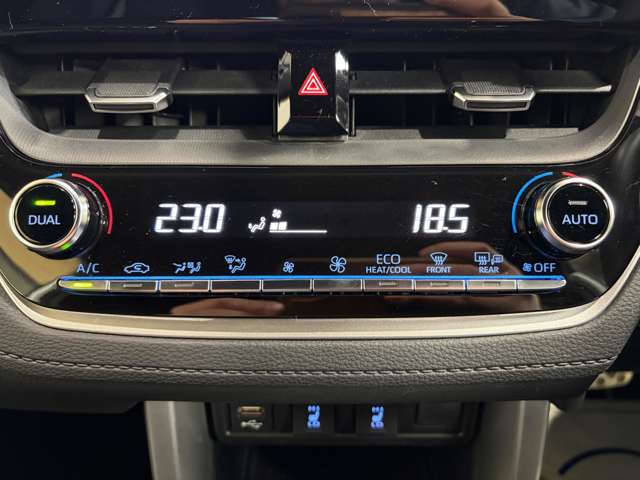 DUAL 23.0 18.5 AUTO
A/C ECO HEAT/COOL FRONT REAR OFF